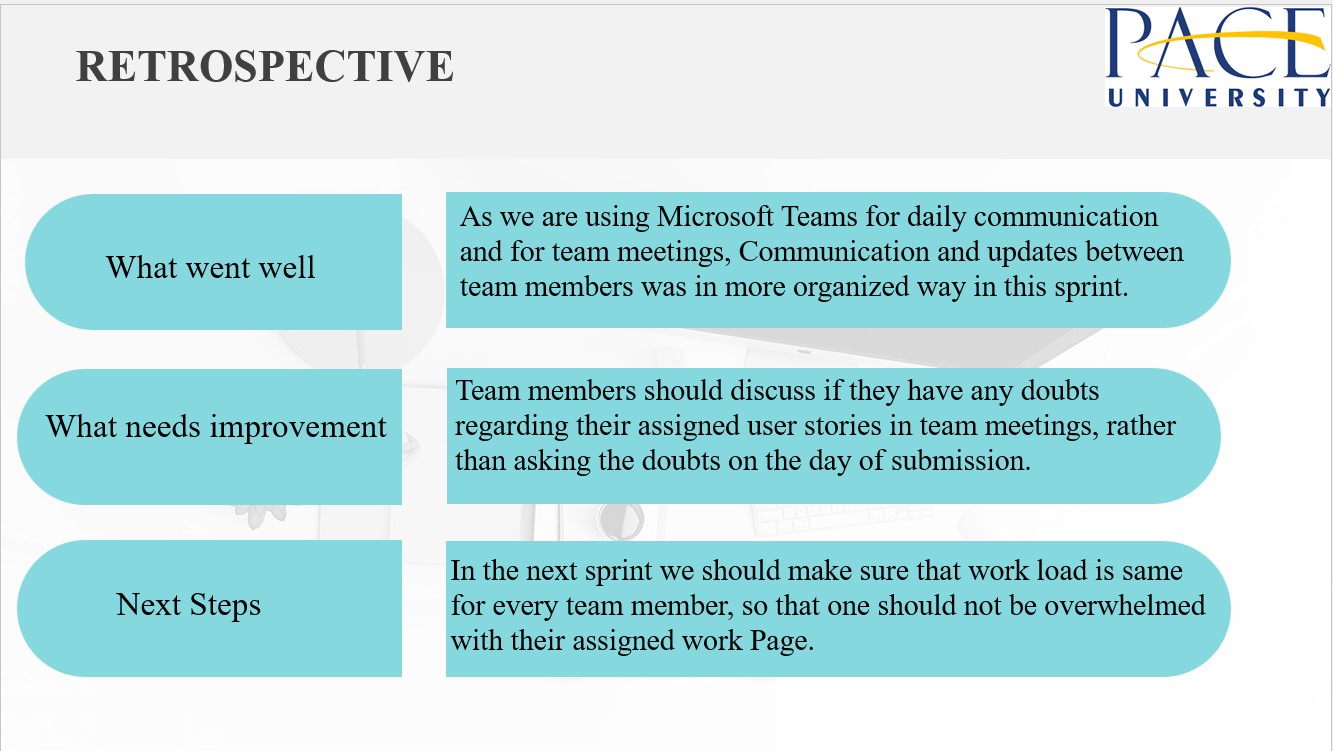 RETROSPECTIVE
PACE
UNIVERSITY
What went well
As we are using Microsoft Teams for daily communication
and for team meetings, Communication and updates between
team members was in more organized way in this sprint.
What needs improvement
Team members should discuss if they have any doubts
regarding their assigned user stories in team meetings, rather
than asking the doubts on the day of submission.
Next Steps
In the next sprint we should make sure that work load is same
for every team member, so that one should not be overwhelmed
with their assigned work Page.